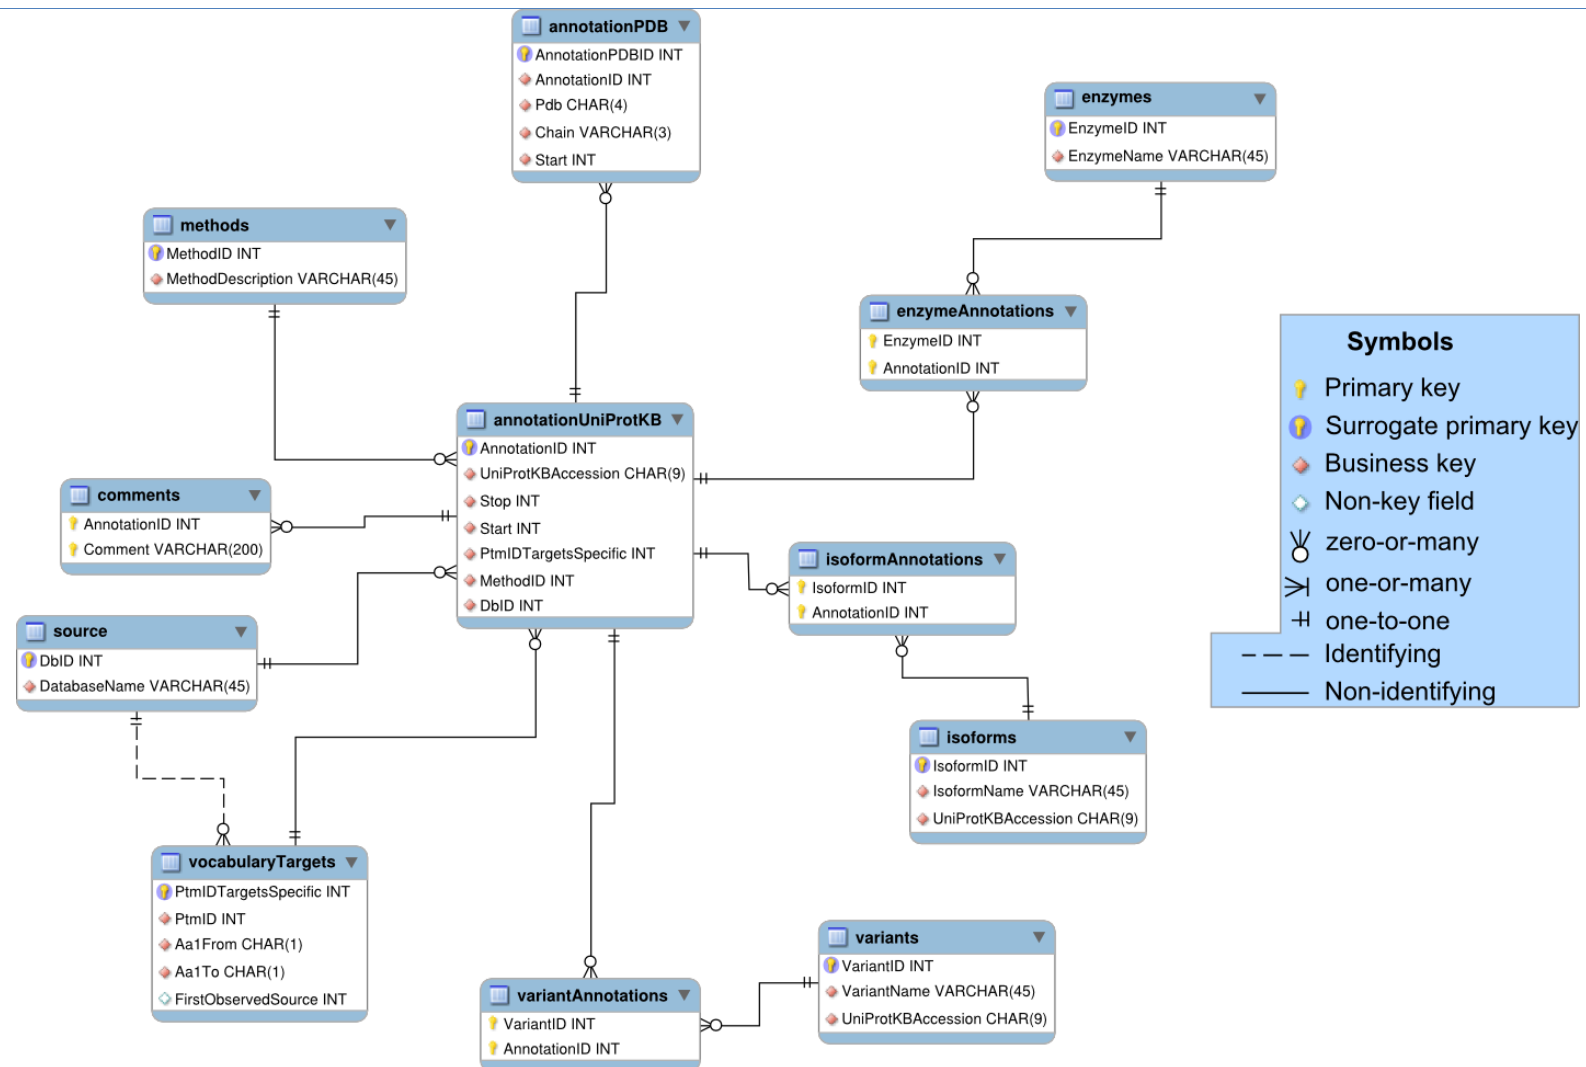 annotationPDB
AnnotationPDBID INT
AnnotationID INT
Pdb CHAR(4)
Chain VARCHAR(3)
Start INT
enzymes
EnzymeID INT
EnzymeName VARCHAR(45)
methods
MethodID INT
MethodDescription VARCHAR(45)
enzymeAnnotations
EnzymeID INT
AnnotationID INT
annotationUniProtKB
AnnotationID INT
UniProtKBAccession CHAR(9)
Stop INT
Start INT
PtmIDTargetsSpecific INT
MethodID INT
DbID INT
comments
AnnotationID INT
Comment VARCHAR(200)
isoformAnnotations
IsoformID INT
AnnotationID INT
source
DbID INT
DatabaseName VARCHAR(45)
isoforms
IsoformID INT
IsoformName VARCHAR(45)
UniProtKBAccession CHAR(9)
vocabularyTargets
PtmIDTargetsSpecific INT
PtmID INT
Aa1From CHAR(1)
Aa1To CHAR(1)
FirstObservedSource INT
variants
VariantID INT
VariantName VARCHAR(45)
UniProtKBAccession CHAR(9)
variantAnnotations
VariantID INT
AnnotationID INT
Symbols
Primary key
Surrogate primary key
Business key
Non-key field
zero-or-many
one-or-many
one-to-one
Identifying
Non-identifying